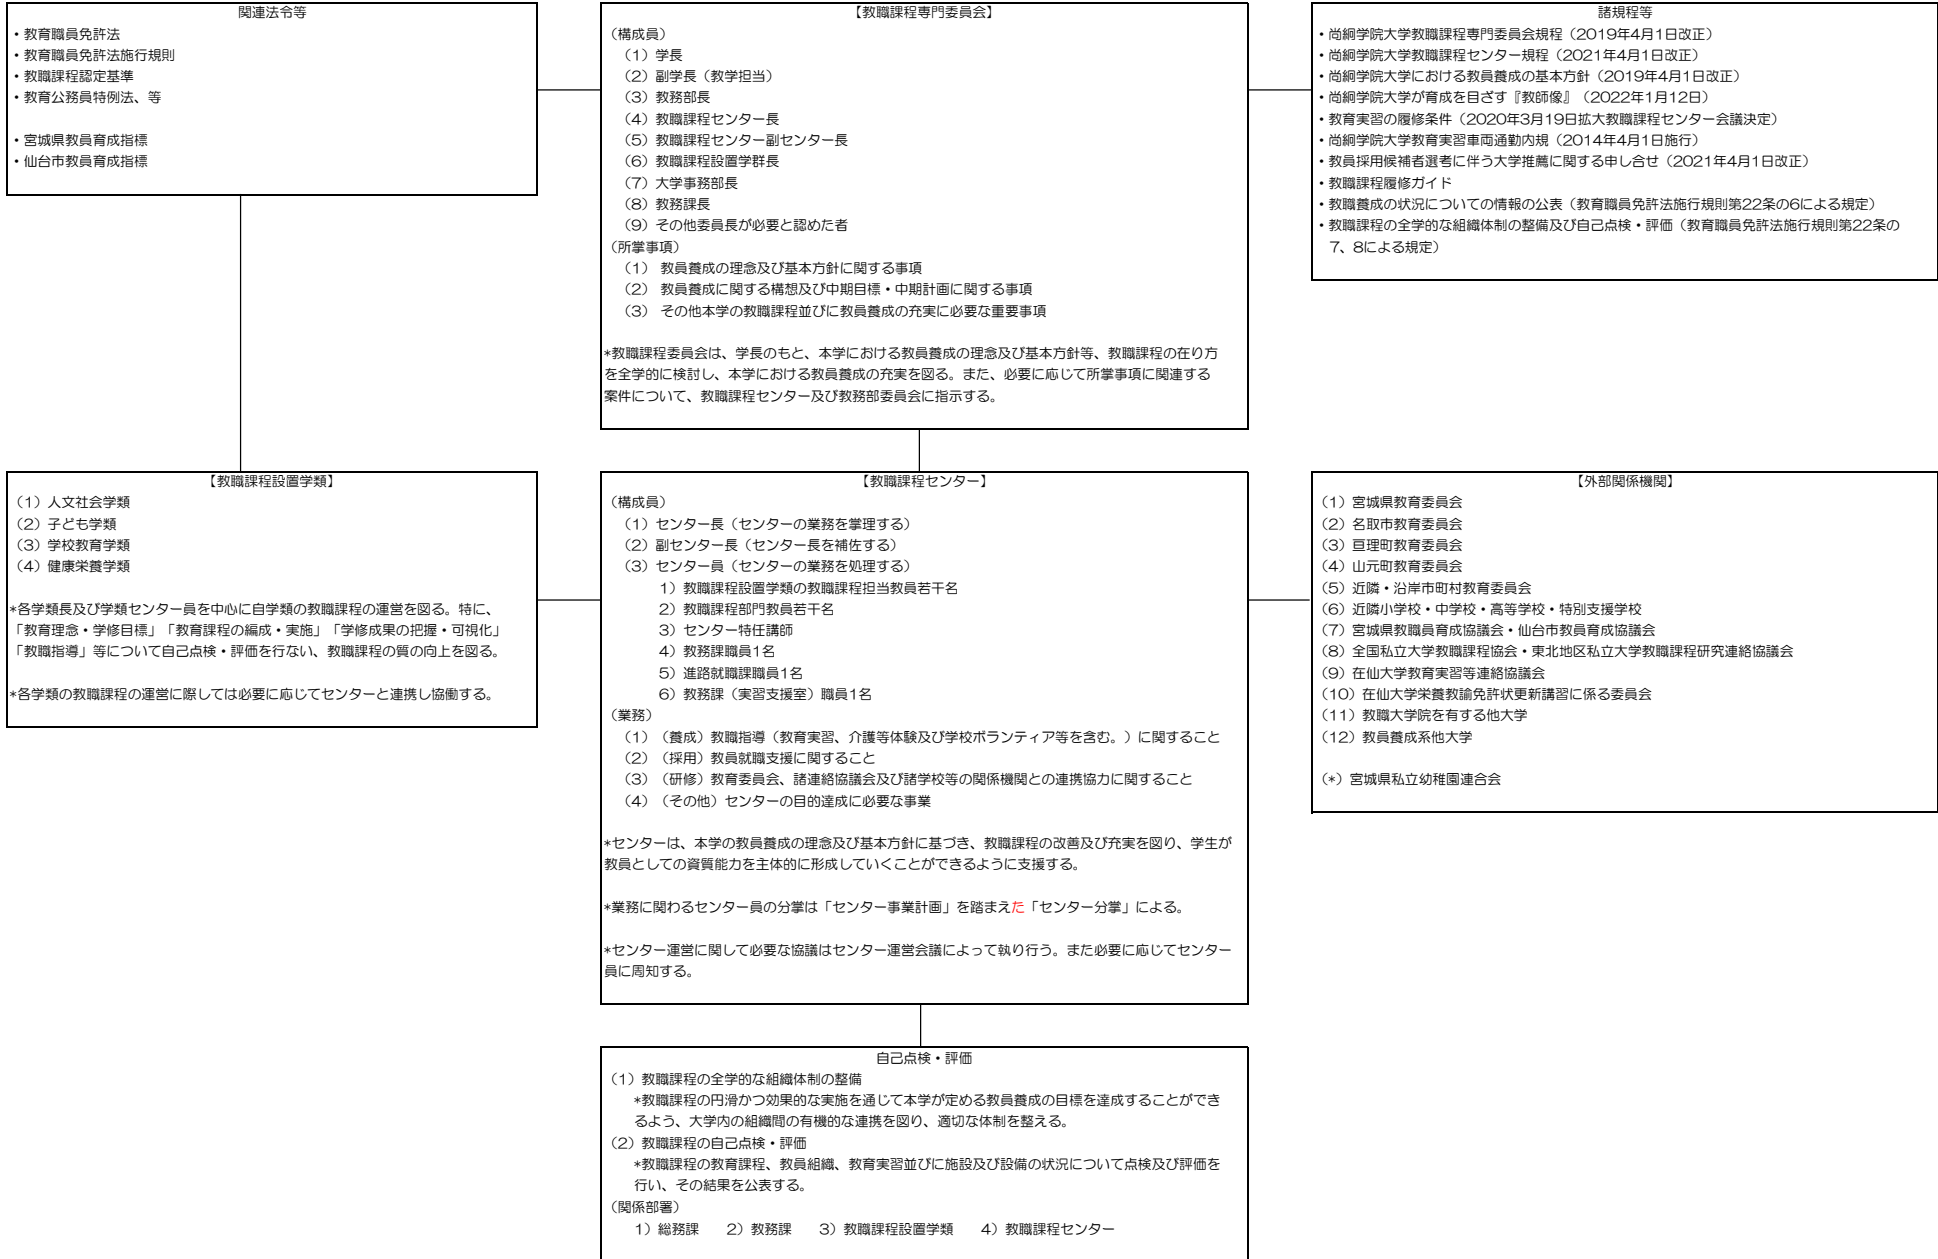 関連法令等
・教育職員免許法
・教育職員免許法施行規則
・教職課程認定基準
・教育公務員特例法、等
・宮城県教員育成指標
・仙台市教員育成指標
【教職課程専門委員会】
（構成員）
（1）学長
（2）副学長（教学担当）
（3）教務部長
（4）教職課程センター長
（5）教職課程センター副センター長
（6）教職課程設置学群長
（7）大学事務部長
（8）教務課長
（9）その他委員長が必要と認めた者
（所掌事項）
（1） 教員養成の理念及び基本方針に関する事項
（2） 教員養成に関する構想及び中期目標・中期計画に関する事項
（3） その他本学の教職課程並びに教員養成の充実に必要な重要事項
*教職課程委員会は、学長のもと、本学における教員養成の理念及び基本方針等、教職課程の在り方
を全学的に検討し、本学における教員養成の充実を図る。また、必要に応じて所掌事項に関連する
案件について、教職課程センター及び教務部委員会に指示する。
諸規程等
・尚絅学院大学教職課程専門委員会規程（2019年4月1日改正）
・尚絅学院大学教職課程センター規程（2021年4月1日改正）
・尚絅学院大学における教員養成の基本方針（2019年4月1日改正）
・尚絅学院大学が育成を目ざす『教師像』（2022年1月12日）
・教育実習の履修条件（2020年3月19日拡大教職課程センター会議決定）
・尚絅学院大学教育実習車両通勤内規（2014年4月1日施行）
・教員採用候補者選考に伴う大学推薦に関する申し合せ（2021年4月1日改正）
・教職課程履修ガイド
・教職養成の状況についての情報の公表（教育職員免許法施行規則第22条の6による規定）
・教職課程の全学的な組織体制の整備及び自己点検・評価（教育職員免許法施行規則第22条の
7、8による規定）
【教職課程設置学類】
（1）人文社会学類
（2）子ども学類
（3）学校教育学類
（4）健康栄養学類
*各学類長及び学類センター員を中心に自学類の教職課程の運営を図る。特に、
「教育理念・学修目標」「教育課程の編成・実施」「学修成果の把握・可視化」
「教職指導」等について自己点検・評価を行ない、教職課程の質の向上を図る。
*各学類の教職課程の運営に際しては必要に応じてセンターと連携し協働する。
【教職課程センター】
（構成員）
（1）センター長（センターの業務を掌理する）
（2）副センター長（センター長を補佐する）
（3）センター員（センターの業務を処理する）
1）教職課程設置学類の教職課程担当教員若干名
2）教職課程部門教員若干名
3）センター特任講師
4）教務課職員1名
5）進路就職課職員1名
6）教務課（実習支援室）職員1名
（業務）
（1）（養成）教職指導（教育実習、介護等体験及び学校ボランティア等を含む。）に関すること
（2）（採用）教員就職支援に関すること
（3）（研修）教育委員会、諸連絡協議会及び諸学校等の関係機関との連携協力に関すること
（4）（その他）センターの目的達成に必要な事業
*センターは、本学の教員養成の理念及び基本方針に基づき、教職課程の改善及び充実を図り、学生が
教員としての資質能力を主体的に形成していくことができるように支援する。
*業務に関わるセンター員の分掌は「センター事業計画」を踏まえた「センター分掌」による。
*センター運営に関して必要な協議はセンター運営会議によって執り行う。また必要に応じてセンター
員に周知する。
【外部関係機関】
（1）宮城県教育委員会
（2）名取市教育委員会
（3）亘理町教育委員会
（4）山元町教育委員会
（5）近隣・沿岸市町村教育委員会
（6）近隣小学校・中学校・高等学校・特別支援学校
（7）宮城県教職員育成協議会・仙台市教員育成協議会
（8）全国私立大学教職課程協会・東北地区私立大学教職課程研究連絡協議会
（9）在仙大学教育実習等連絡協議会
（10）在仙大学栄養教諭免許状更新講習に係る委員会
（11）教職大学院を有する他大学
（12）教員養成系他大学
（*）宮城県私立幼稚園連合会
自己点検・評価
（1）教職課程の全学的な組織体制の整備
*教職課程の円滑かつ効果的な実施を通じて本学が定める教員養成の目標を達成することができ
るよう、大学内の組織間の有機的な連携を図り、適切な体制を整える。
（2）教職課程の自己点検・評価
*教職課程の教育課程、教員組織、教育実習並びに施設及び設備の状況について点検及び評価を
行い、その結果を公表する。
（関係部署）
1）総務課　2）教務課　3）教職課程設置学類　4）教職課程センター